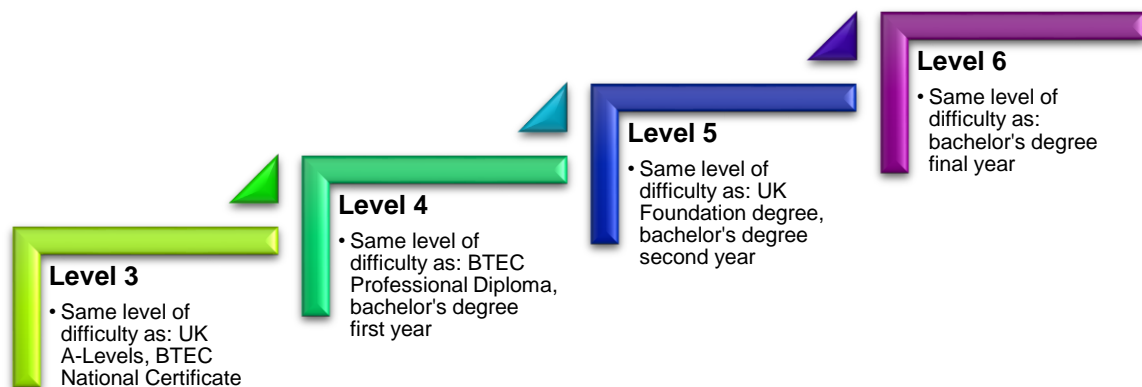 Level 3
• Same level of
difficulty as: UK
A-Levels, BTEC
National Certificate
Level 4
• Same level of
difficulty as: BTEC
Professional Diploma,
bachelor's degree
first year
Level 5
• Same level of
difficulty as: UK
Foundation degree,
bachelor's degree
second year
Level 6
• Same level of
difficulty as:
bachelor's degree
final year